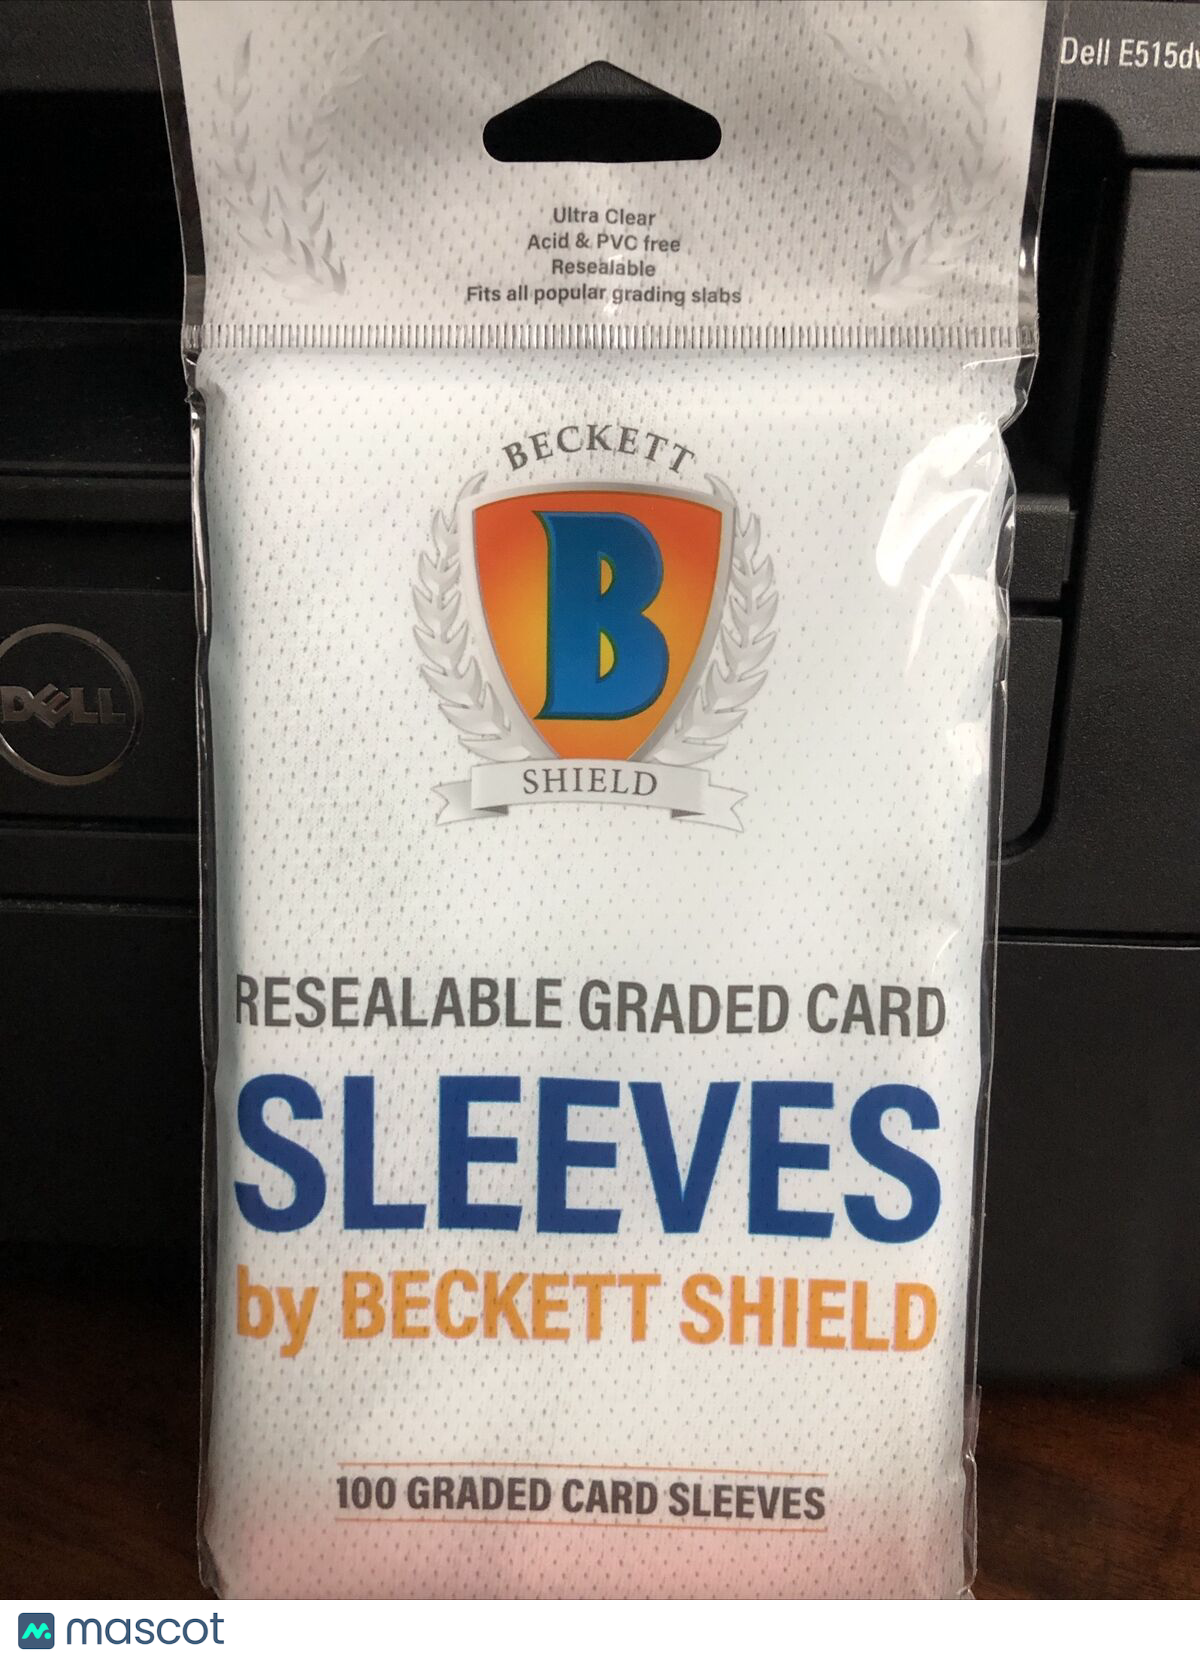 Dell E515d
Ultra Clear
Acid & PVC free
Resealable
Fits all popular grading slabs
BECKETT
B
SHIELD
DELL
RESEALABLE GRADED CARD
SLEEVES
by BECKETT SHIELD
100 GRADED CARD SLEEVES
mascot